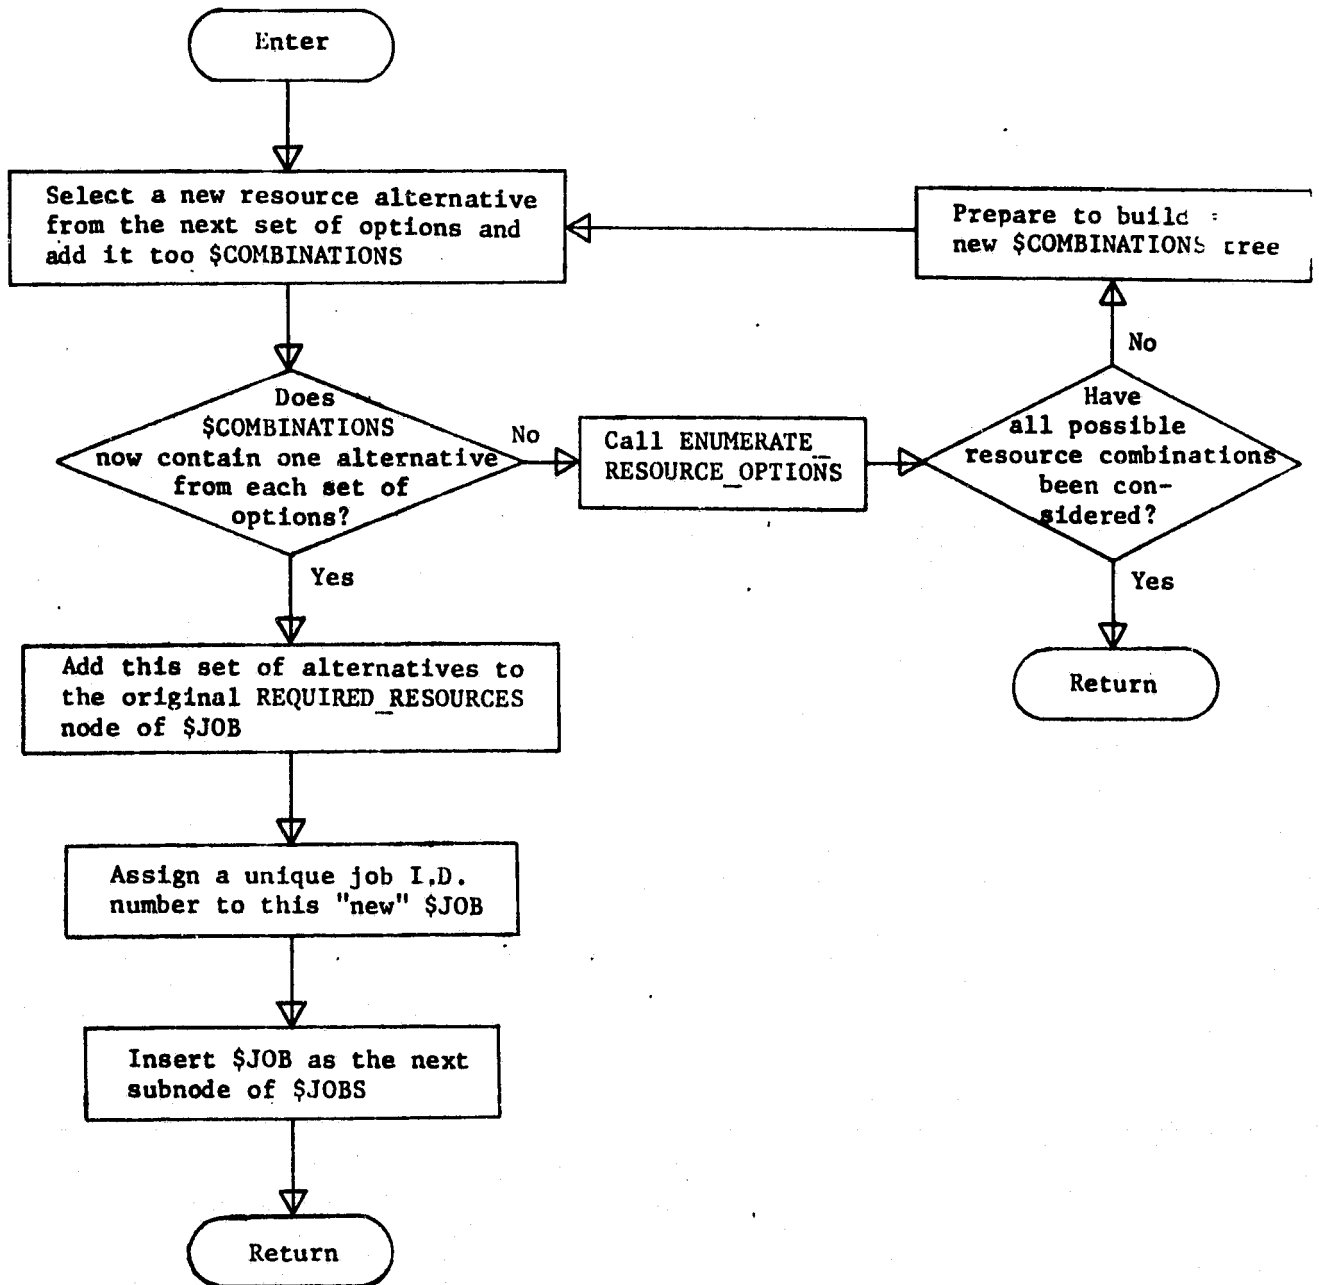 Enter
Select a new resource alternative
from the next set of options and
add it too $COMBINATIONS
Prepare to build
new $COMBINATIONS tree
No
Does
$COMBINATIONS
now contain one alternative
from each set of
options?
No
Call ENUMERATE_
RESOURCE_OPTIONS
Have
all possible
resource combinations
been con-
sidered?
Yes
Yes
Add this set of alternatives to
the original REQUIRED_RESOURCES
node of $JOB
Return
Assign a unique job I.D.
number to this "new" $JOB
Insert $JOB as the next
subnode of $JOBS
Return